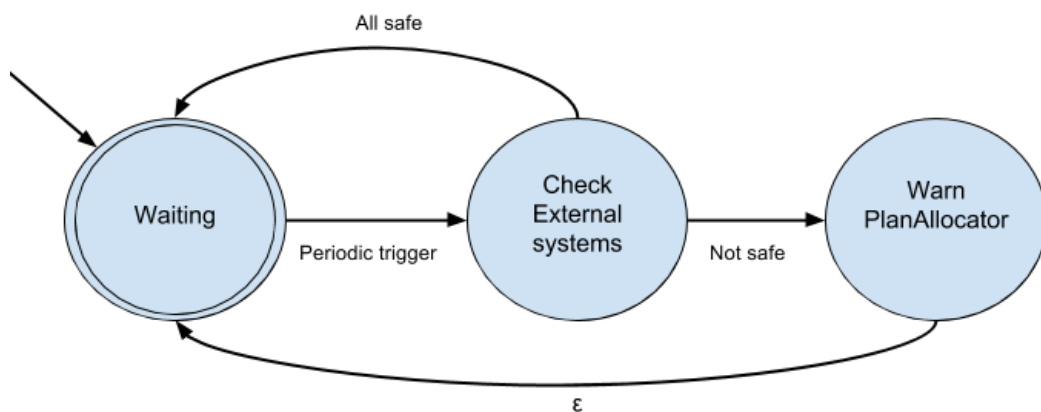 All safe
Waiting
Check
External
systems
Warn
PlanAllocator
Periodic trigger
Not safe
ε